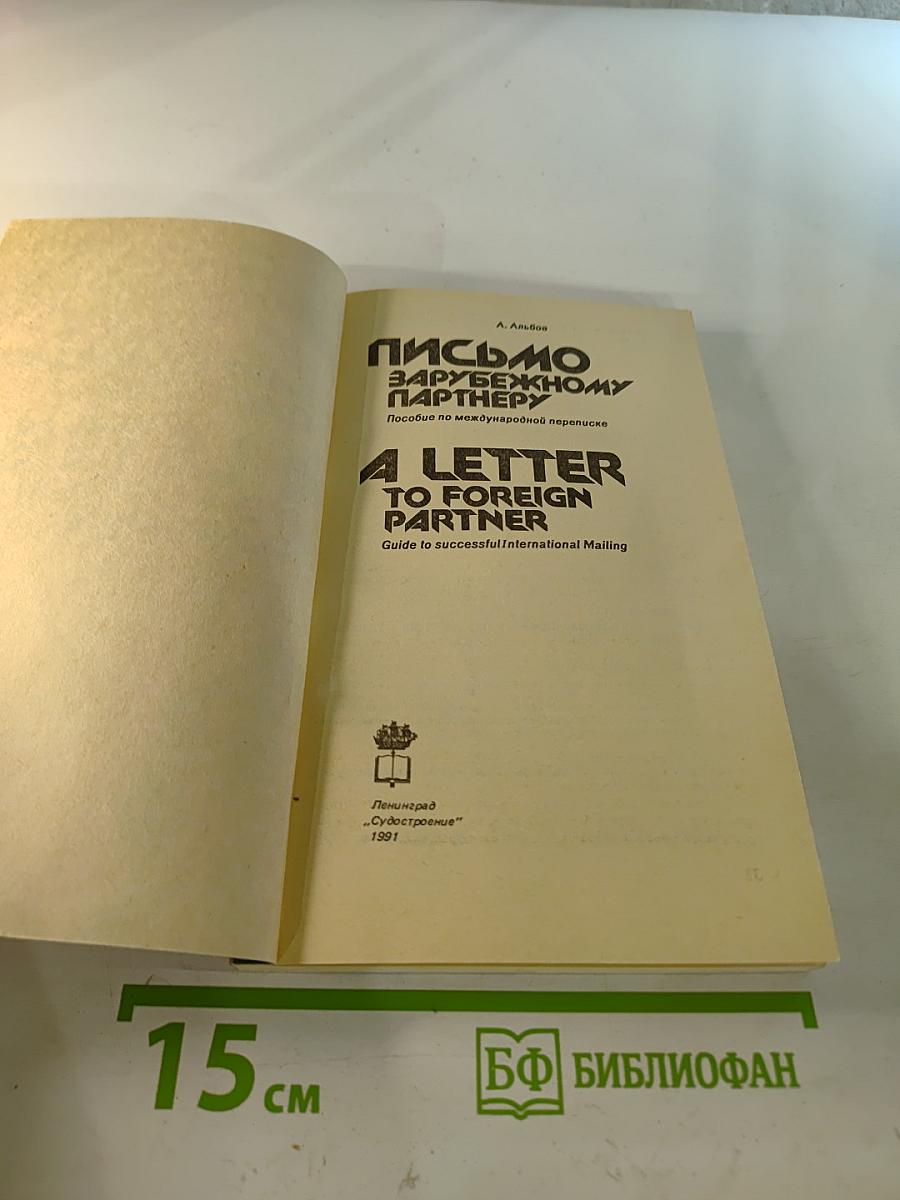 А. Альбов
ПИСЬМО
ЗАРУБЕЖНОМУ
ПАРТНЕРУ
Пособие по международной переписке
A LETTER
TO FOREIGN
PARTNER
Guide to successful International Mailing
Ленинград
„Судостроение”
1991
15 см
БФ БИБЛИОФАН